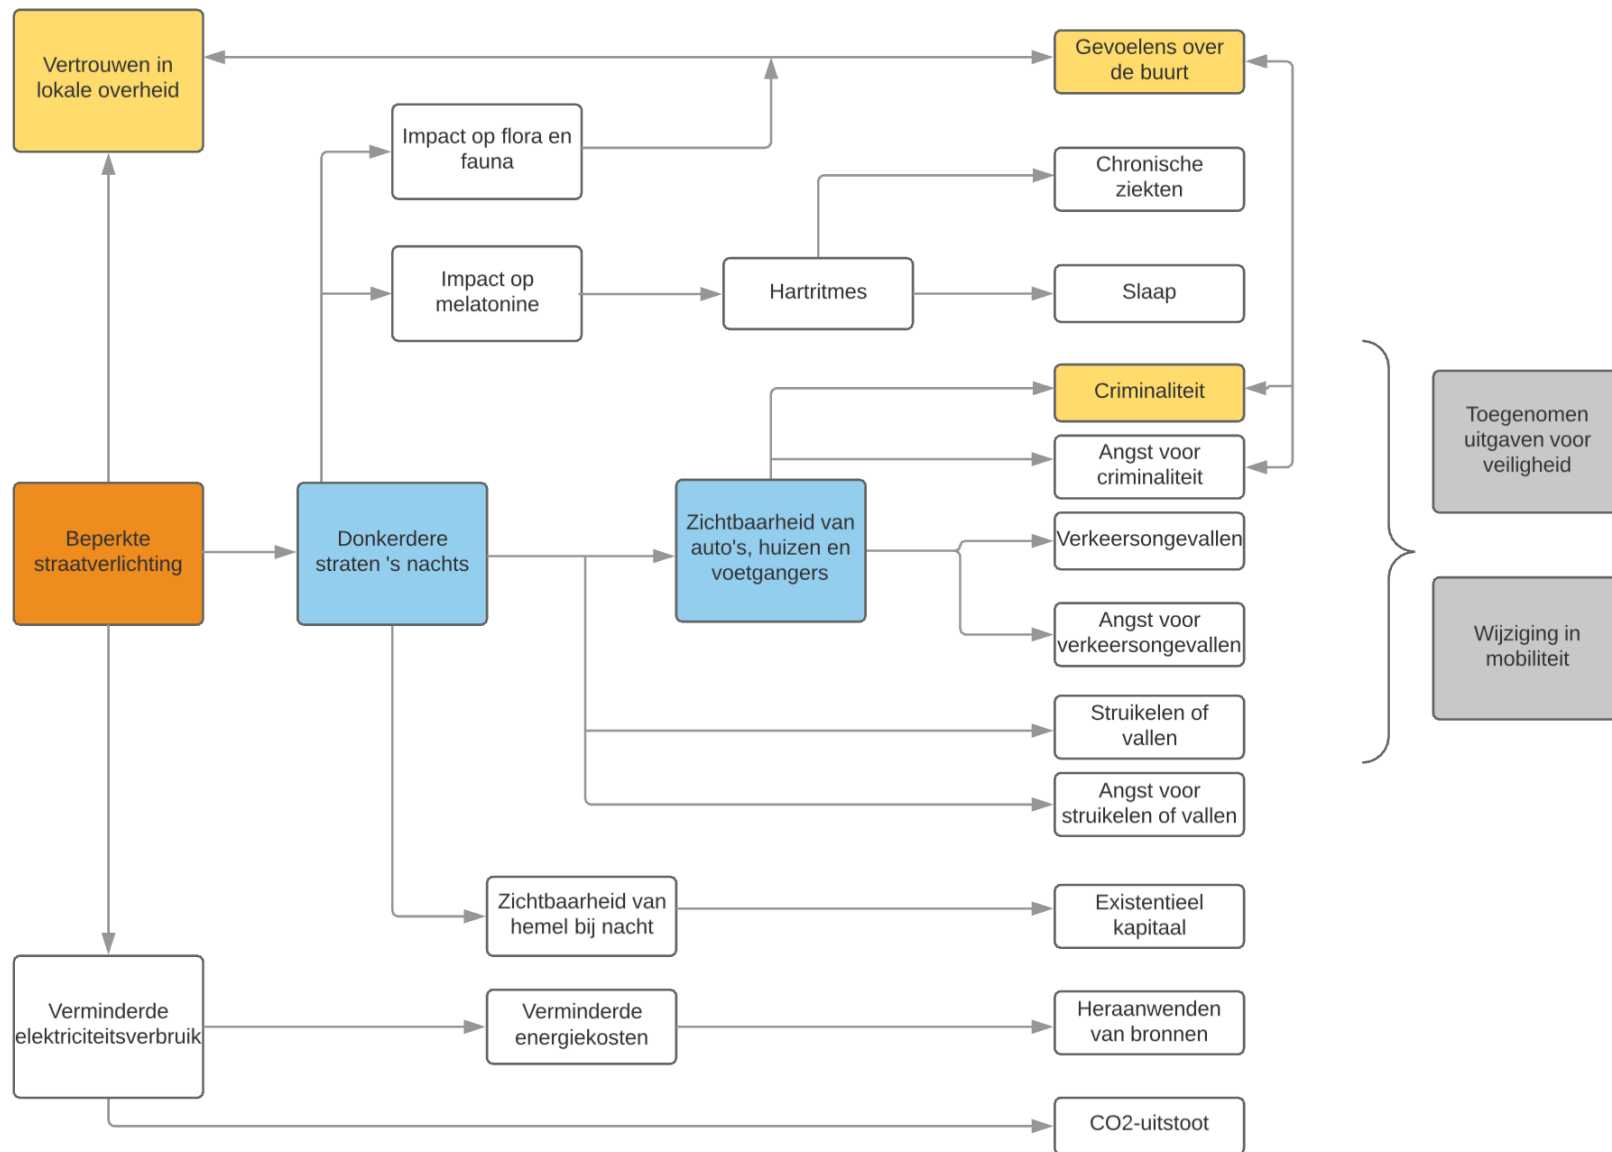 Vertrouwen in
lokale overheid
Gevoelens over
de buurt
Impact op flora en
fauna
Chronische
ziekten
Impact op
melatonine
Hartritmes
Slaap
Criminaliteit
Toegenomen
uitgaven voor
veiligheid
Angst voor
criminaliteit
Beperkte
straatverlichting
Donkerdere
straten 's nachts
Zichtbaarheid van
auto's, huizen en
voetgangers
Verkeersongevallen
Angst voor
verkeersongevallen
Wijziging in
mobiliteit
Struikelen of
vallen
Angst voor
struikelen of vallen
Zichtbaarheid van
hemel bij nacht
Existentieel
kapitaal
Verminderde
elektriciteitsverbruik
Verminderde
energiekosten
Heraanwenden
van bronnen
CO2-uitstoot